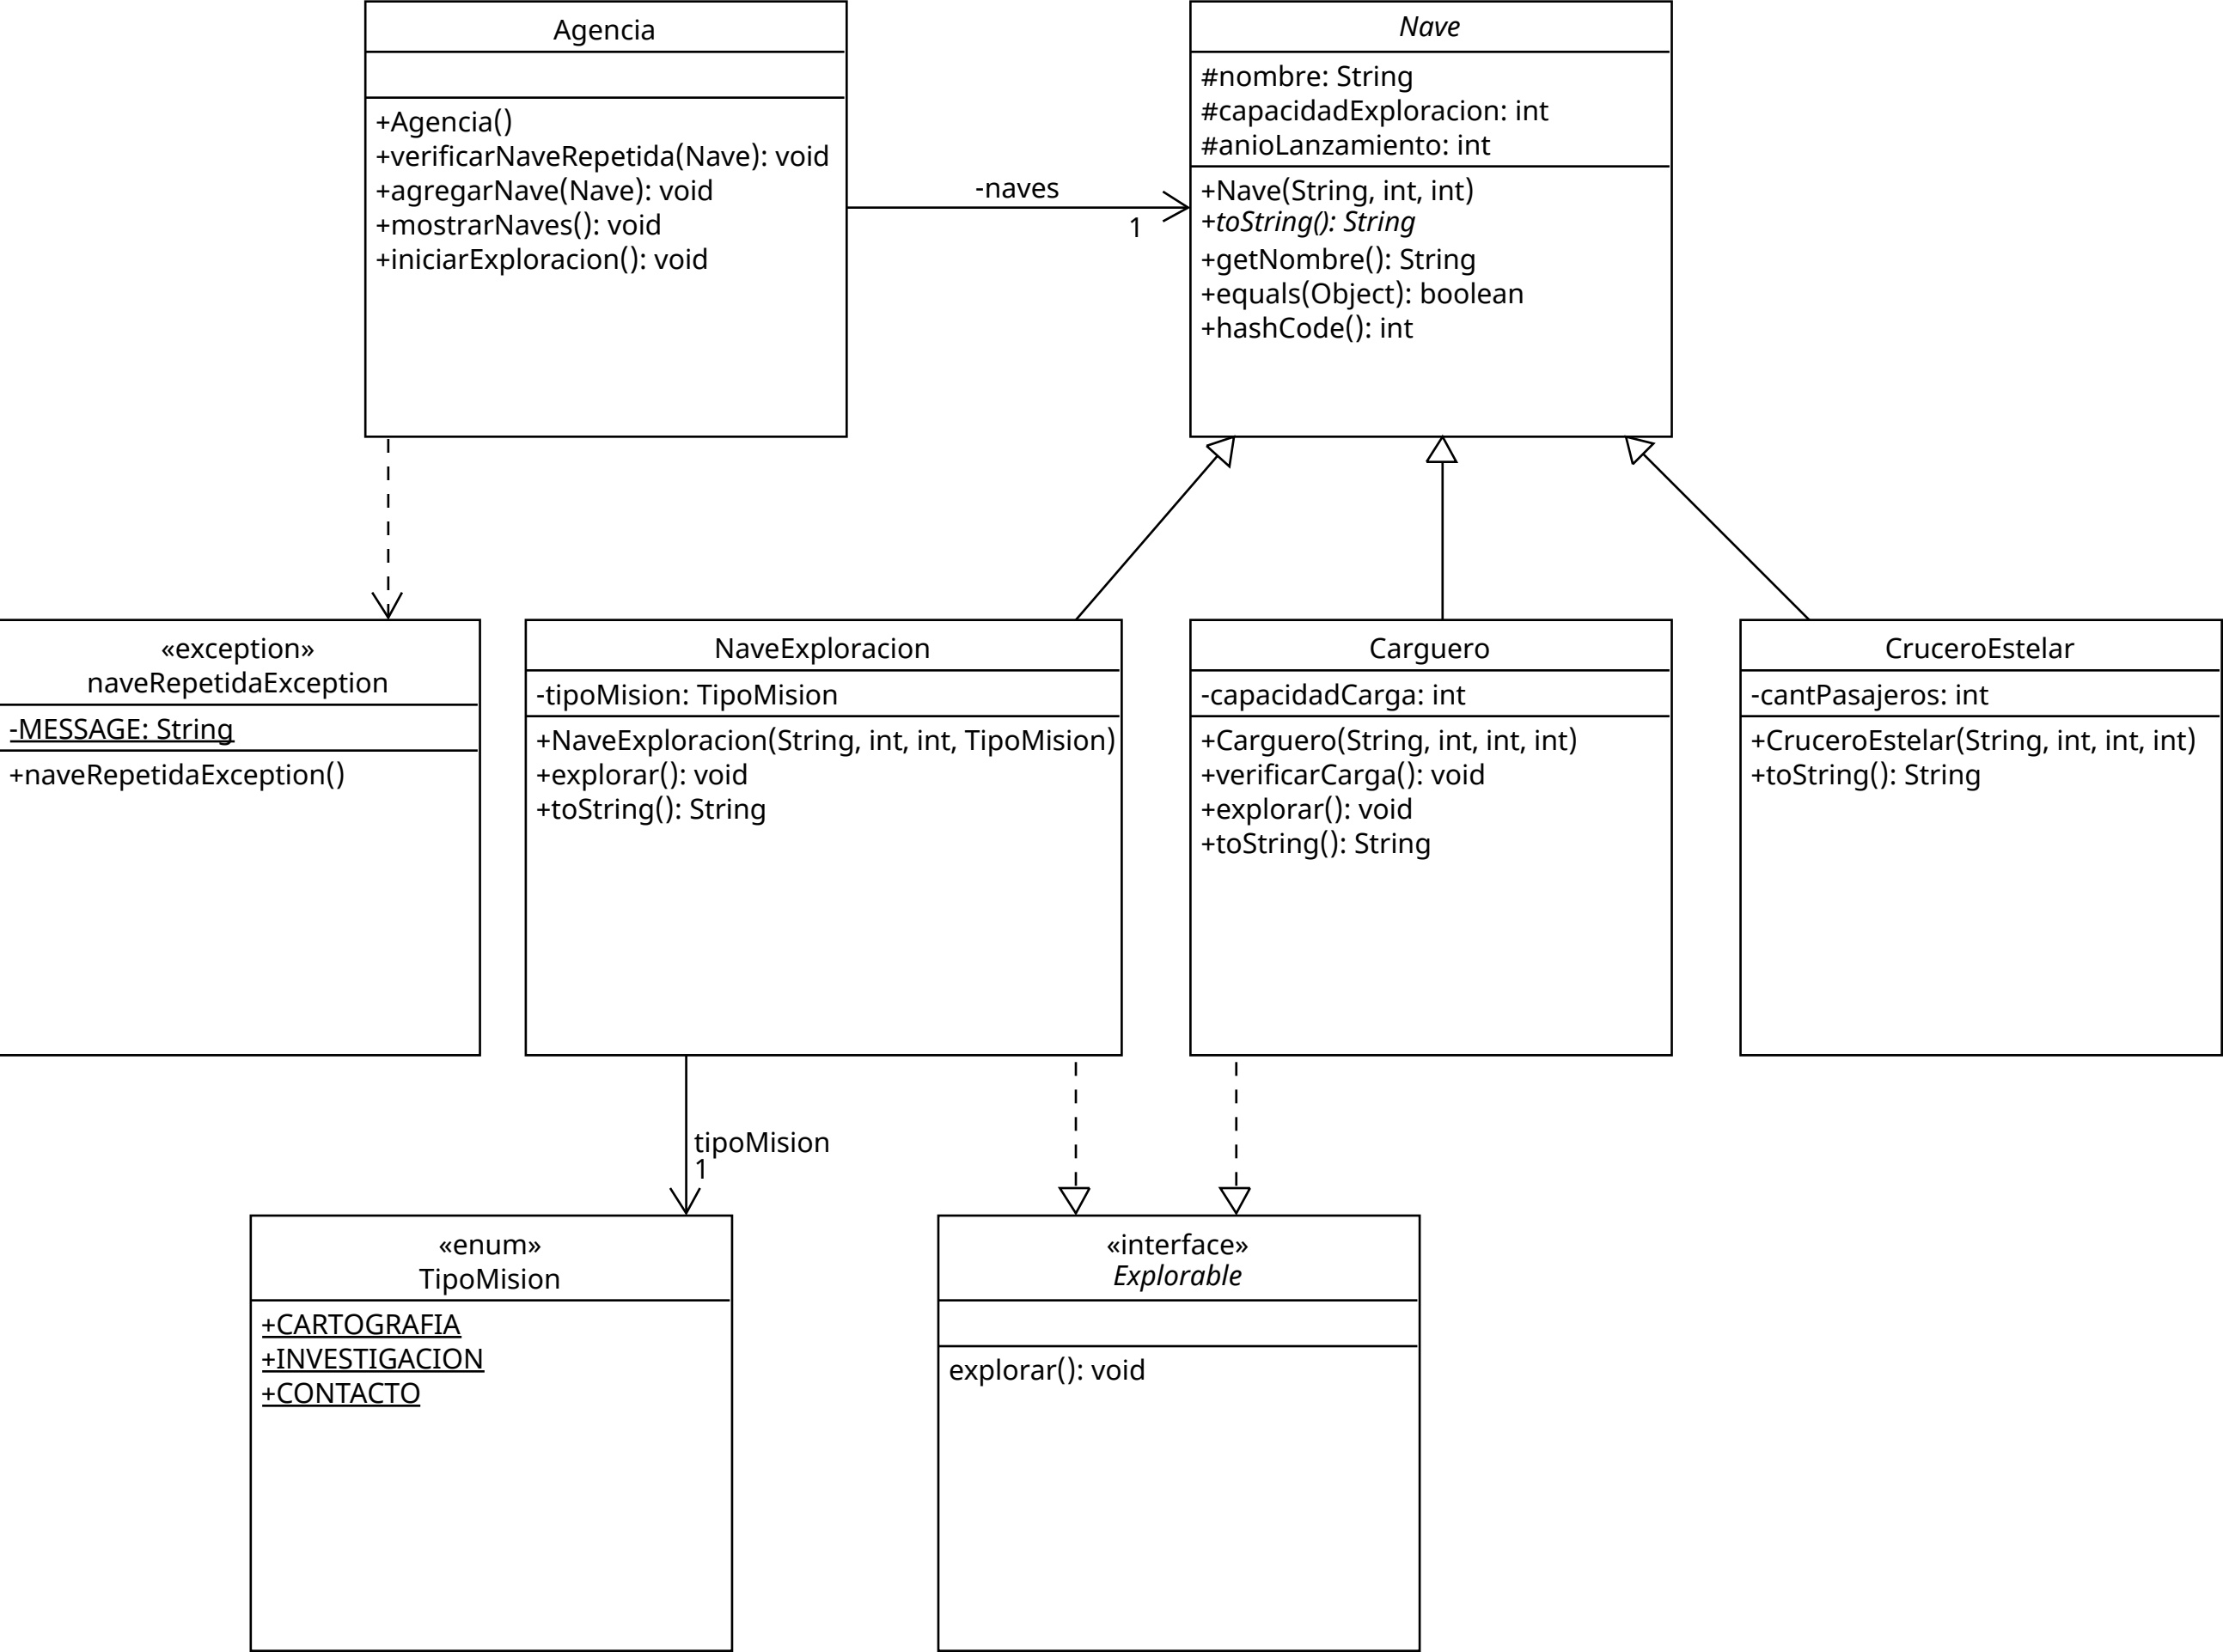 Agencia
+Agencia()
+verificarNaveRepetida(Nave): void
+agregarNave(Nave): void
+mostrarNaves(): void
+iniciarExploracion(): void
-naves
1
Nave
#nombre: String
#capacidadExploracion: int
#anioLanzamiento: int
+Nave(String, int, int)
+toString(): String
+getNombre(): String
+equals(Object): boolean
+hashCode(): int
«exception»
naveRepetidaException
-MESSAGE: String
+naveRepetidaException()
NaveExploracion
-tipoMision: TipoMision
+NaveExploracion(String, int, int, TipoMision)
+explorar(): void
+toString(): String
Carguero
-capacidadCarga: int
+Carguero(String, int, int, int)
+verificarCarga(): void
+explorar(): void
+toString(): String
CruceroEstelar
-cantPasajeros: int
+CruceroEstelar(String, int, int, int)
+toString(): String
tipoMision
1
«enum»
TipoMision
+CARTOGRAFIA
+INVESTIGACION
+CONTACTO
«interface»
Explorable
explorar(): void